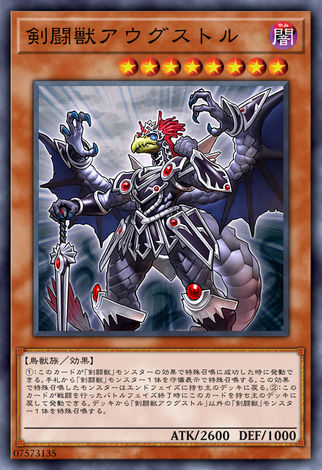 剣闘獣アウグストル
闇
やみ
【鳥獣族／効果】
①:このカードが「剣闘獣」モンスターの効果で特殊召喚に成功した時に発動で
きる。手札から「剣闘獣」モンスター１体を守備表示で特殊召喚する。この効果
で特殊召喚したモンスターはエンドフェイズに持ち主のデッキに戻る。②:このカ
ードが戦闘を行ったバトルフェイズ終了時にこのカードを持ち主のデッキに
戻して発動できる。デッキから「剣闘獣アウグストル」以外の「剣闘獣」モンスタ
ー１体を特殊召喚する。
ATK/2600 DEF/1000
07573135